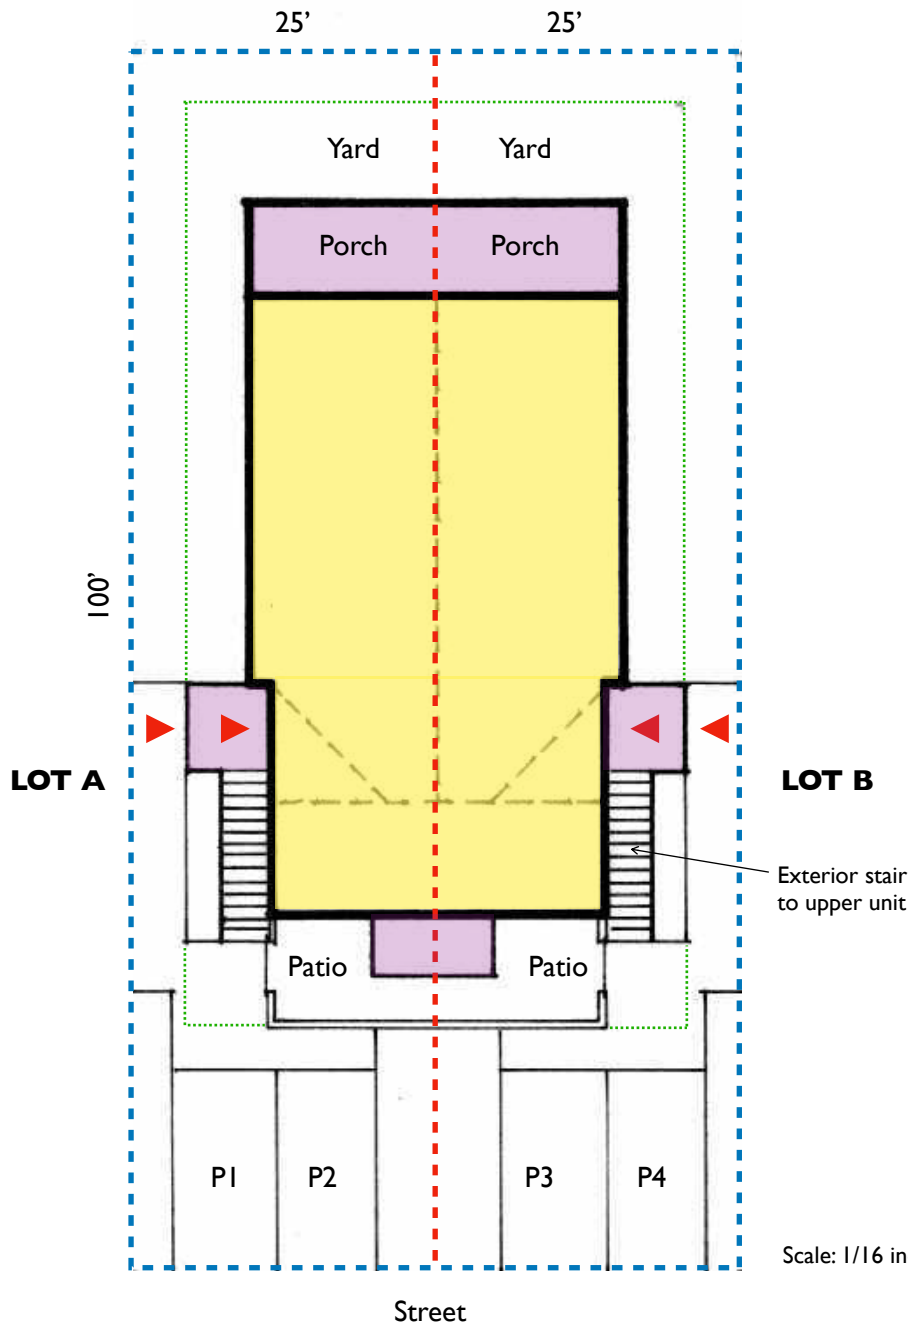 25’ 25’
Yard Yard
Porch Porch
100’
LOT A LOT B
Exterior stair
to upper unit
Patio Patio
P1 P2 P3 P4
Scale: 1/16 in
Street